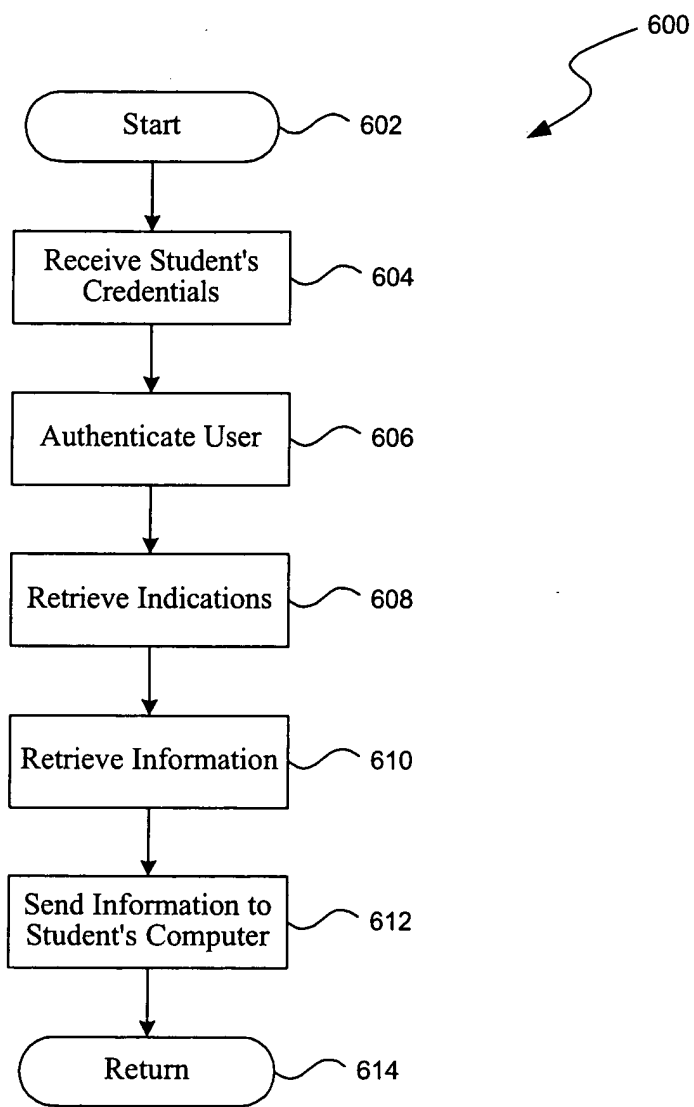 600
Start
602
Receive Student's
Credentials
604
Authenticate User
606
Retrieve Indications
608
Retrieve Information
610
Send Information to
Student's Computer
612
Return
614